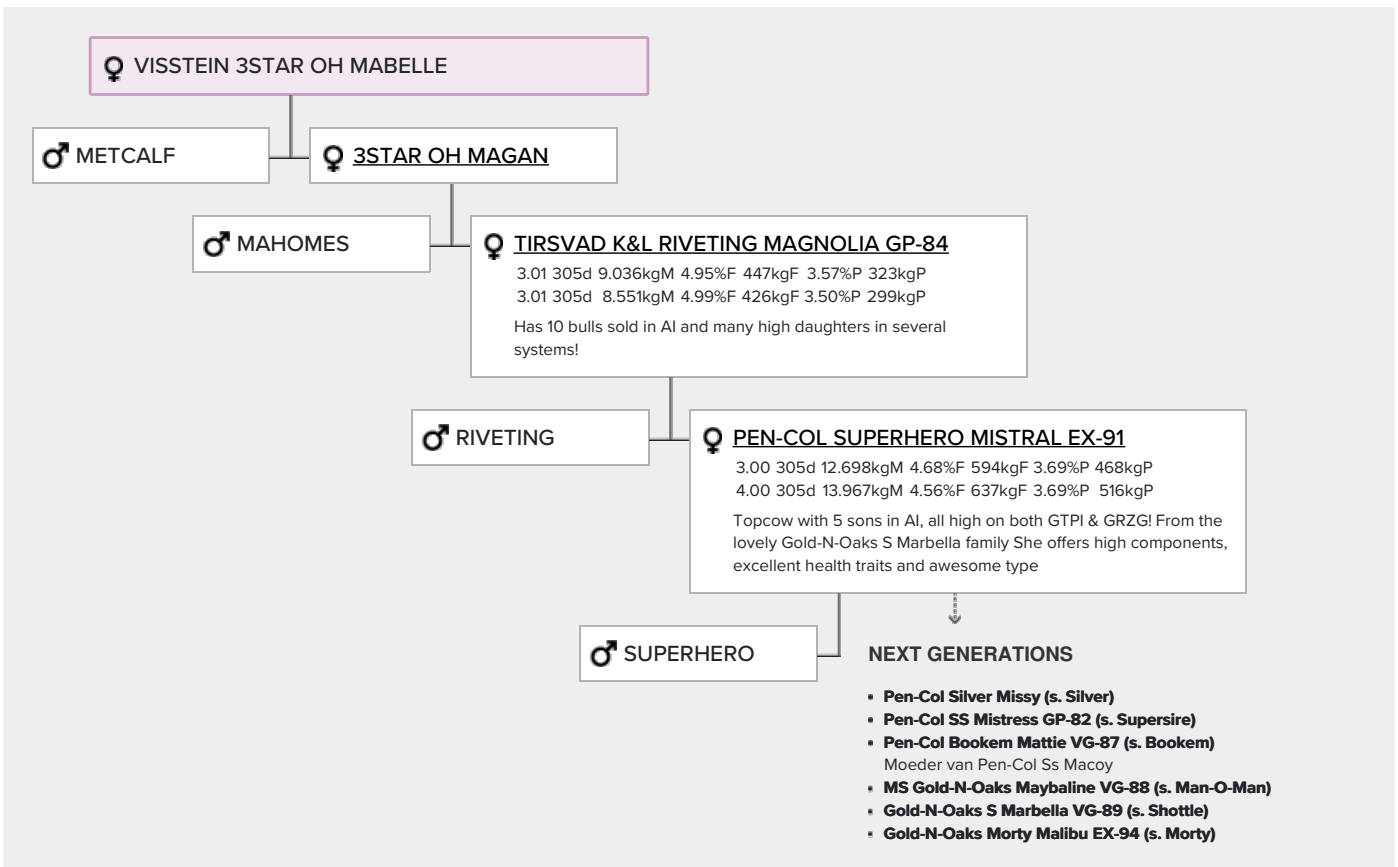 VISSTEIN 3STAR OH MABELLE
METCALF
3STAR OH MAGAN
MAHOMES
TIRSVAD K&L RIVETING MAGNOLIA GP-84
3.01 305d 9.036kgM 4.95%F 447kgF 3.57%P 323kgP
3.01 305d 8.551kgM 4.99%F 426kgF 3.50%P 299kgP
Has 10 bulls sold in AI and many high daughters in several
systems!
RIVETING
PEN-COL SUPERHERO MISTRAL EX-91
3.00 305d 12.698kgM 4.68%F 594kgF 3.69%P 468kgP
4.00 305d 13.967kgM 4.56%F 637kgF 3.69%P 516kgP
Topcow with 5 sons in AI, all high on both GTPI & GRZG! From the
lovely Gold-N-Oaks S Marbella family She offers high components,
excellent health traits and awesome type
SUPERHERO
NEXT GENERATIONS
▪ Pen-Col Silver Missy (s. Silver)
▪ Pen-Col SS Mistress GP-82 (s. Supersire)
▪ Pen-Col Bookem Mattie VG-87 (s. Bookem)
Moeder van Pen-Col Ss Macoy
▪ MS Gold-N-Oaks Maybaline VG-88 (s. Man-O-Man)
▪ Gold-N-Oaks S Marbella VG-89 (s. Shottle)
▪ Gold-N-Oaks Morty Malibu EX-94 (s. Morty)